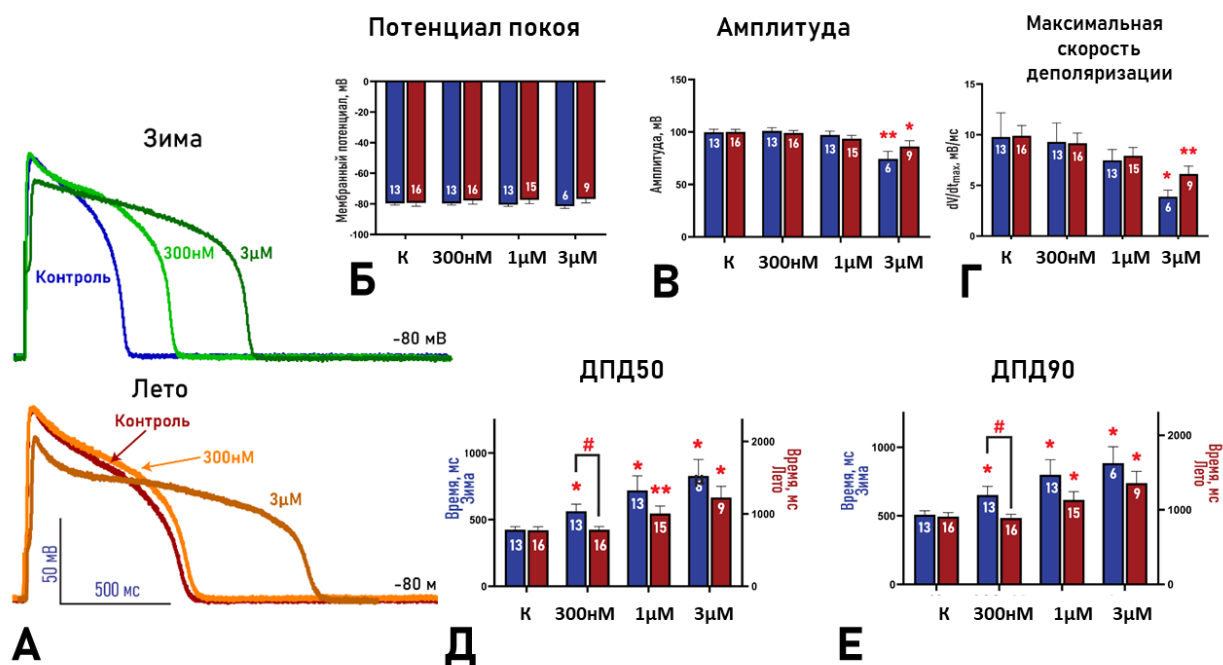 Зима
Контроль
300нМ
3μМ
-80 мВ
Лето
Контроль
300нМ
3μМ
50 мВ
500 мс
-80 м
А
Потенциал покоя
Мембранный потенциал, мВ
0
-20
-40
-60
-80
-100
13 16 13 16 13 15 6 9
К 300нМ 1μМ 3μМ
Б
Амплитуда
Амплитуда, мВ
150
100
50
0
** *
13 16 13 16 13 15 6 9
К 300нМ 1μМ 3μМ
В
Максимальная
скорость
деполяризации
dV/dtmax, мВ/мс
15
10
5
0
* **
13 16 13 16 13 15 6 9
К 300нМ 1μМ 3μМ
Г
ДПД50
Время, мс
Зима
1000
500
0
#
* * ** * *
13 16 13 16 13 15 6 9
2000
1000
0
Время, мс
Лето
К 300нМ 1μМ 3μМ
Д
ДПД90
Время, мс
Зима
1000
500
0
#
* * * * *
13 16 13 16 13 15 6 9
2000
1000
0
Время, мс
Лето
К 300нМ 1μМ 3μМ
Е